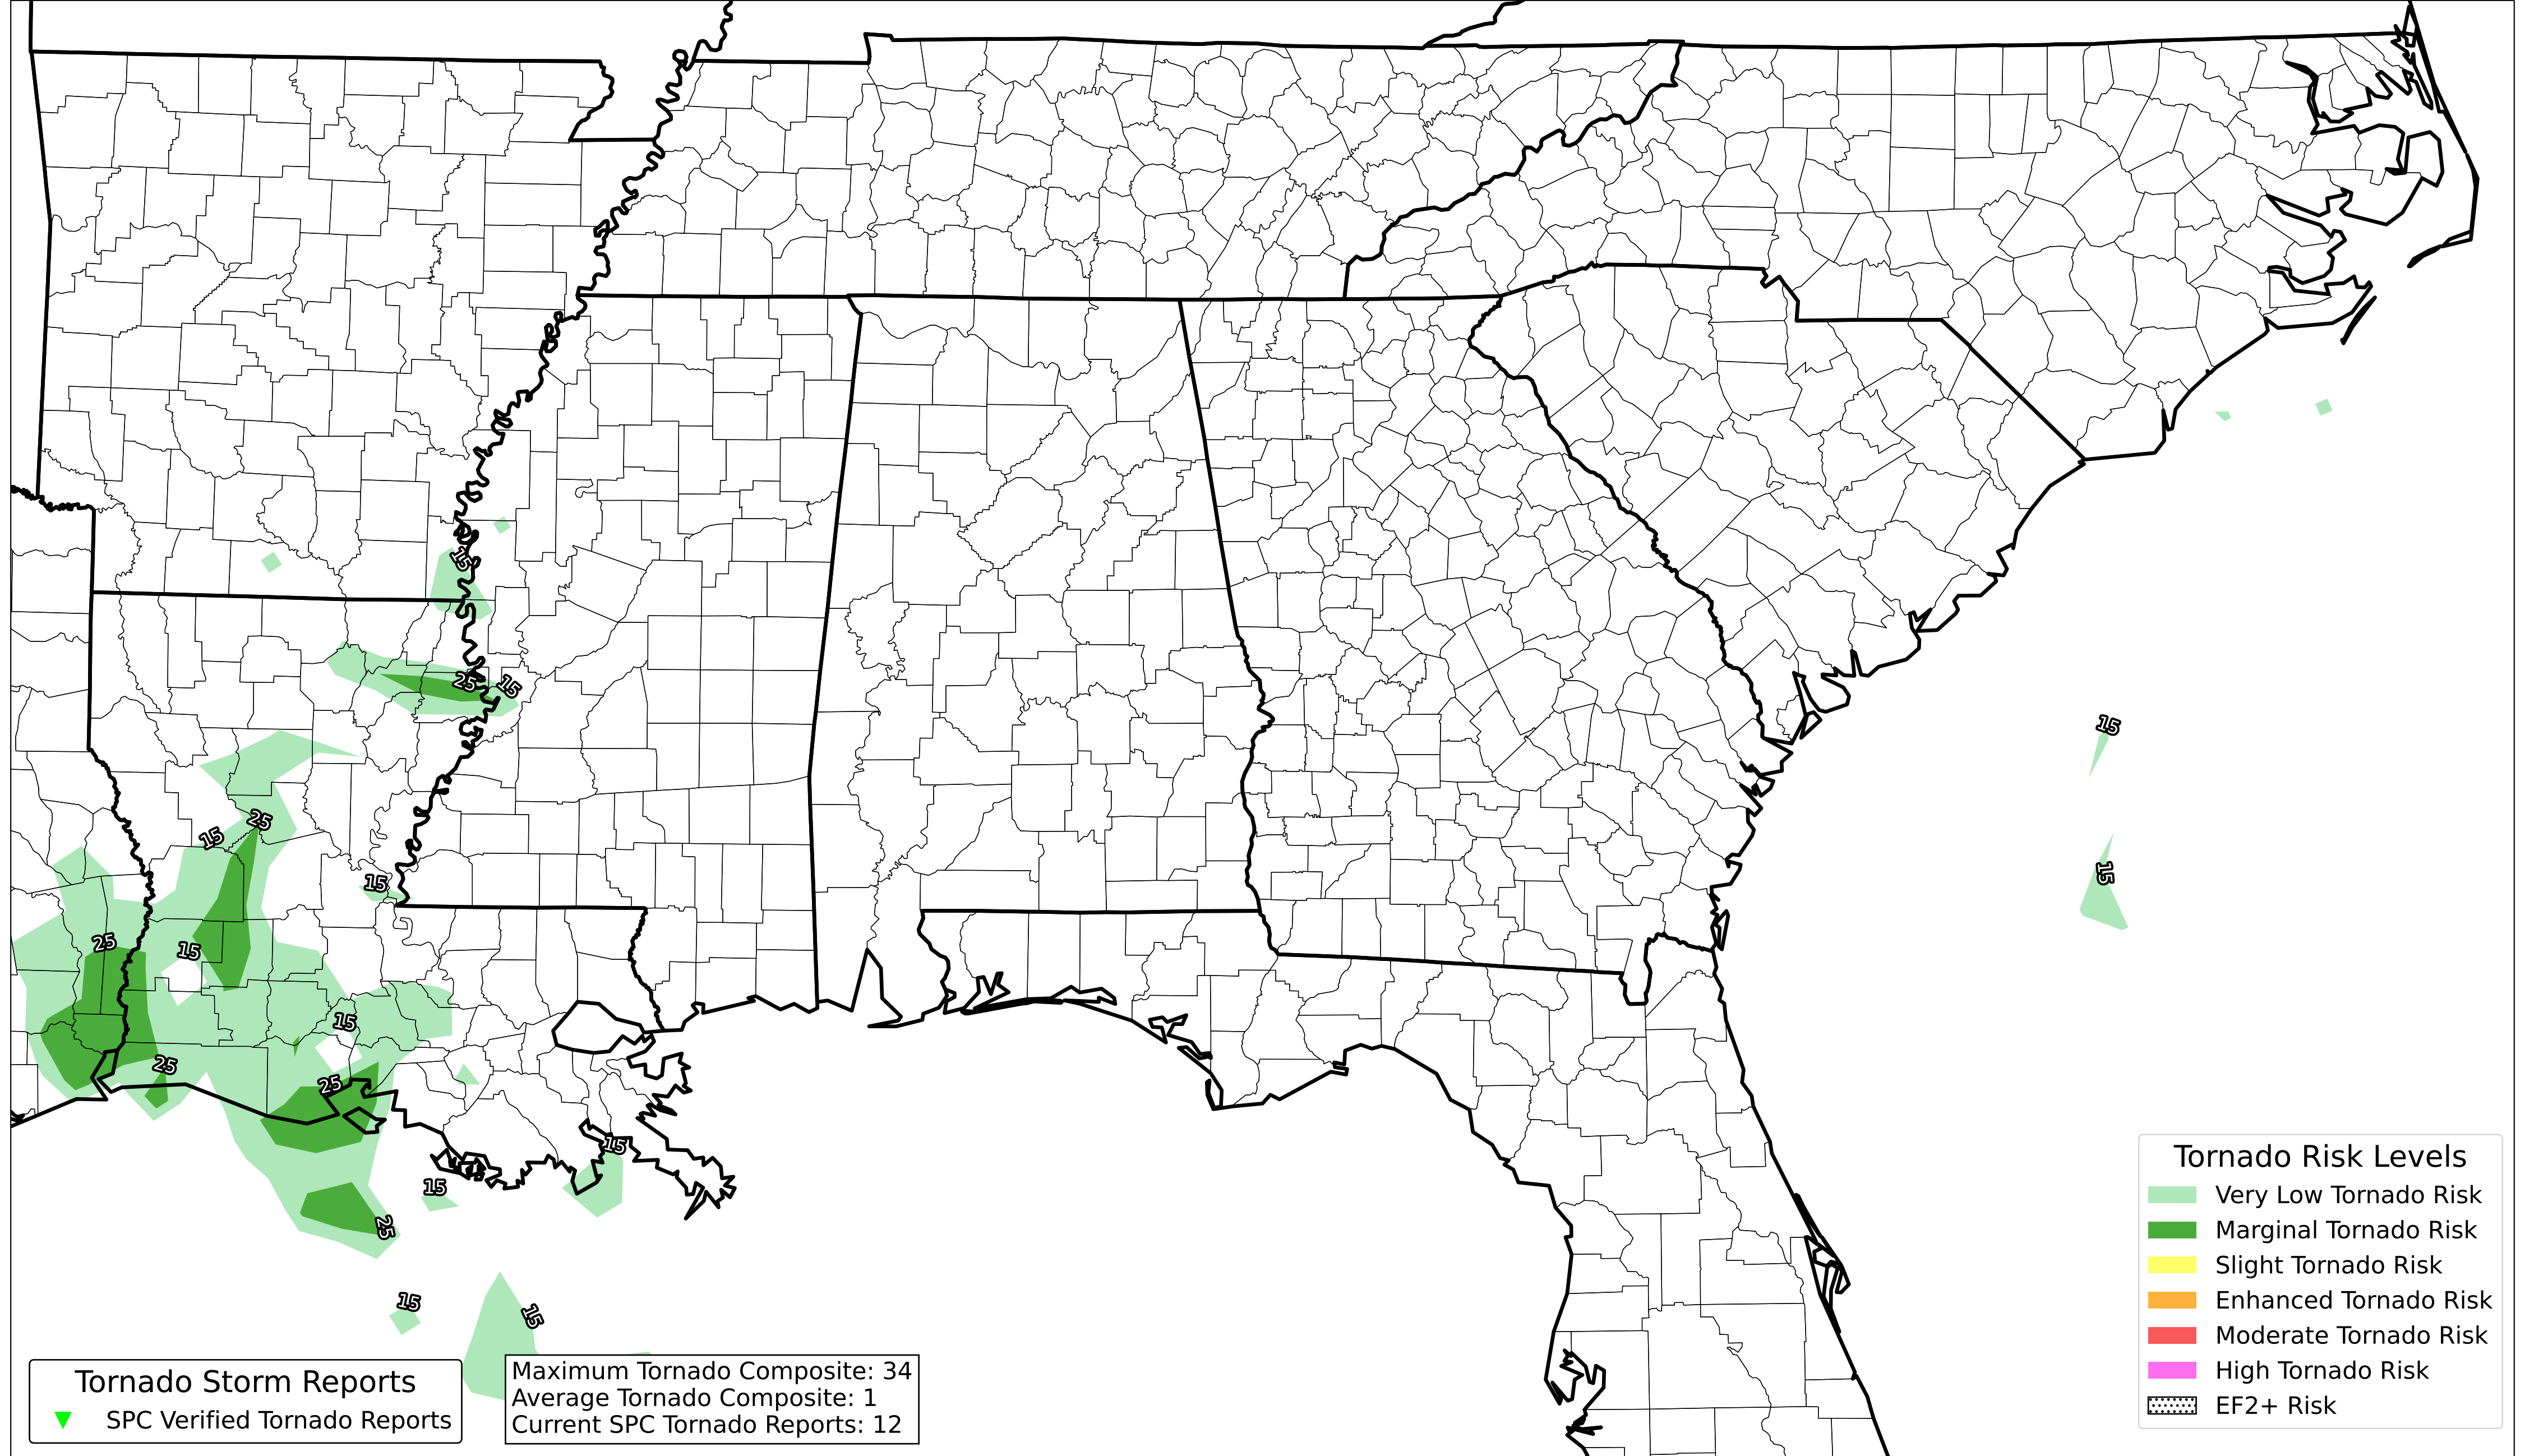 15
25
15
15
25
15
25
15
15
25
25
15
15
25
15
15
15
15
Tornado Risk Levels
Very Low Tornado Risk
Marginal Tornado Risk
Slight Tornado Risk
Enhanced Tornado Risk
Moderate Tornado Risk
High Tornado Risk
EF2+ Risk
Tornado Storm Reports
SPC Verified Tornado Reports
Maximum Tornado Composite: 34
Average Tornado Composite: 1
Current SPC Tornado Reports: 12